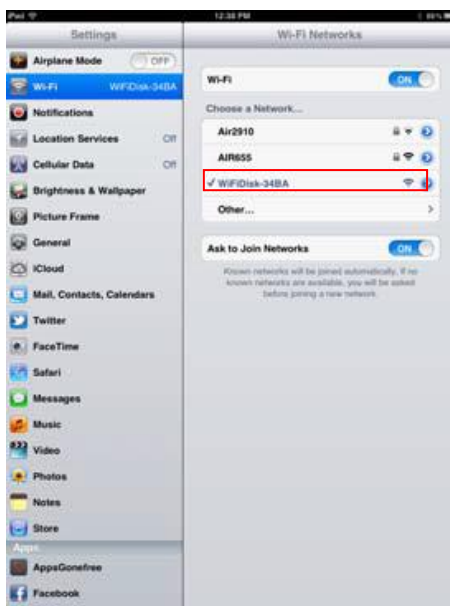 iPad
12:38 PM
Settings
Wi-Fi Networks
Airplane Mode
OFF
Wi-Fi
WiFiDisk-34BA
Notifications
Location Services
Off
Cellular Data
Off
Brightness & Wallpaper
Picture Frame
General
iCloud
Mail, Contacts, Calendars
Twitter
FaceTime
Safari
Messages
Music
Video
Photos
Notes
Store
Apps
AppsGonefree
Facebook
Wi-Fi
ON
Choose a Network...
Air2910
AIR655
WiFiDisk-34BA
Other...
Ask to Join Networks
ON
Known networks will be joined automatically. If no
known networks are available, you will be asked
before joining a new network.